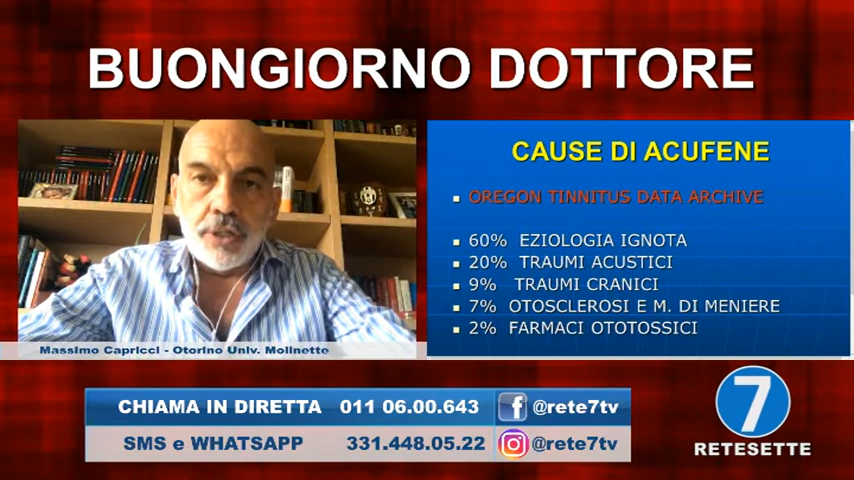 BUONGIORNO DOTTORE
CAUSE DI ACUFENE
OREGON TINNITUS DATA ARCHIVE
60% EZIOLOGIA IGNOTA
20% TRAUMI ACUSTICI
9% TRAUMI CRANICI
7% OTOSCLEROSI E M. DI MENIERE
2% FARMACI OTOTOSSICI
Massimo Capricci - Otorino Univ. Molinette
CHIAMA IN DIRETTA 011 06.00.643 f @rete7tv
SMS e WHATSAPP 331.448.05.22 @rete7tv
7
RETESETTE